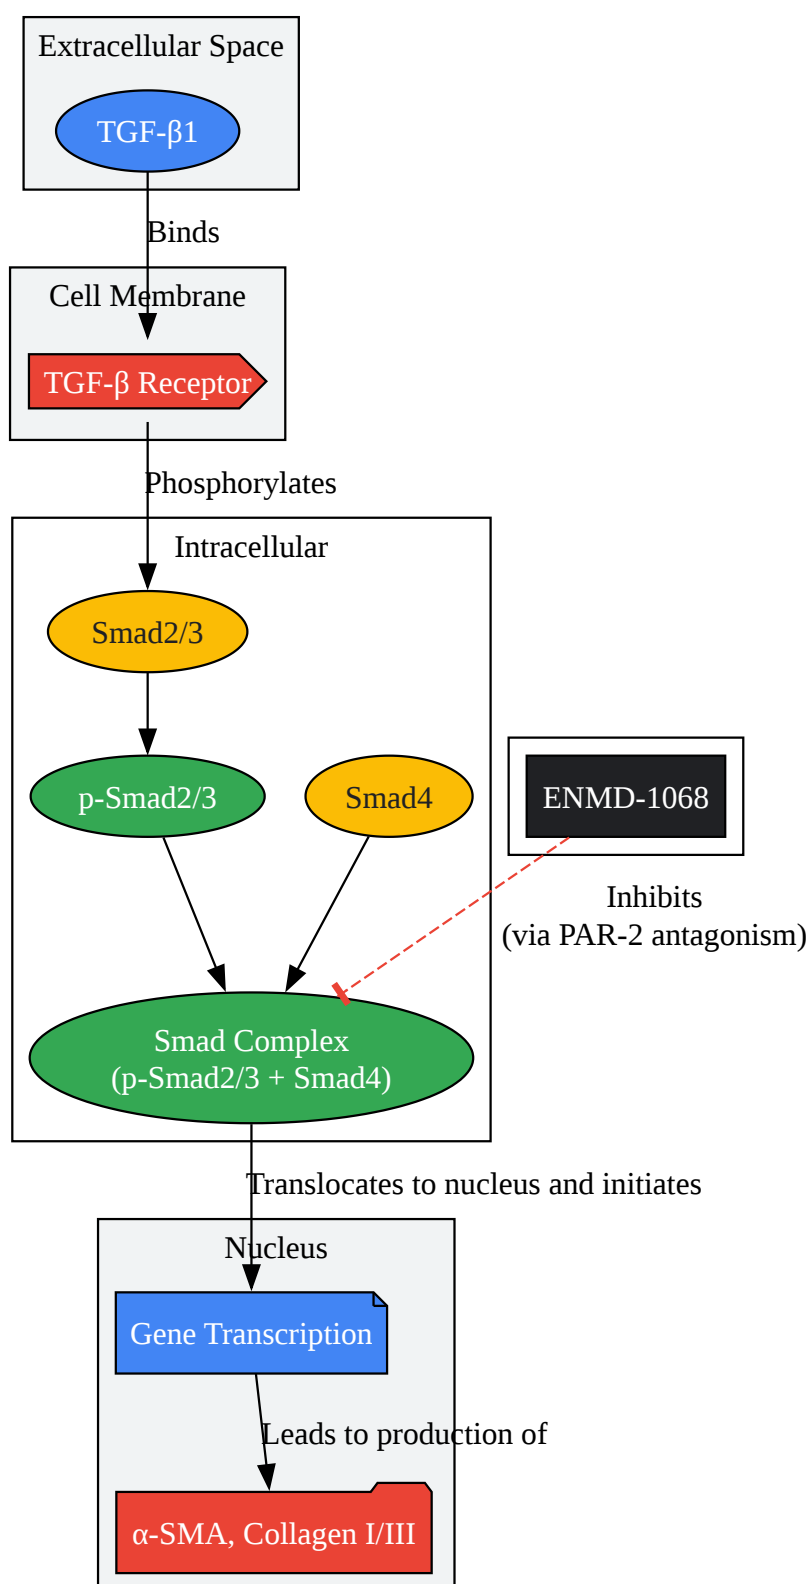 Extracellular Space
TGF-β1
Binds
Cell Membrane
TGF-β Receptor
Phosphorylates
Intracellular
Smad2/3
p-Smad2/3
Smad4
ENMD-1068
Inhibits
(via PAR-2 antagonism)
Smad Complex
(p-Smad2/3 + Smad4)
Translocates to nucleus and initiates
Nucleus
Gene Transcription
Leads to production of
α-SMA, Collagen I/III